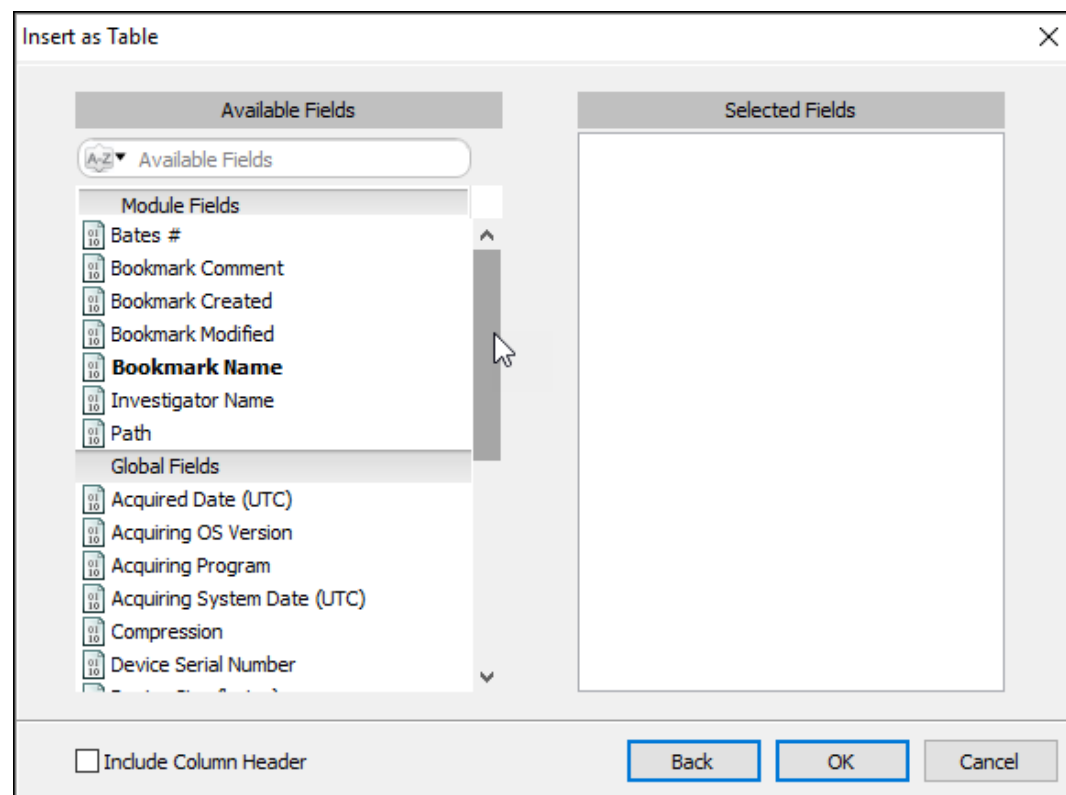 Insert as Table
Available Fields
Selected Fields
A-Z Available Fields
Module Fields
Bates #
Bookmark Comment
Bookmark Created
Bookmark Modified
Bookmark Name
Investigator Name
Path
Global Fields
Acquired Date (UTC)
Acquiring OS Version
Acquiring Program
Acquiring System Date (UTC)
Compression
Device Serial Number
Include Column Header
Back
OK
Cancel